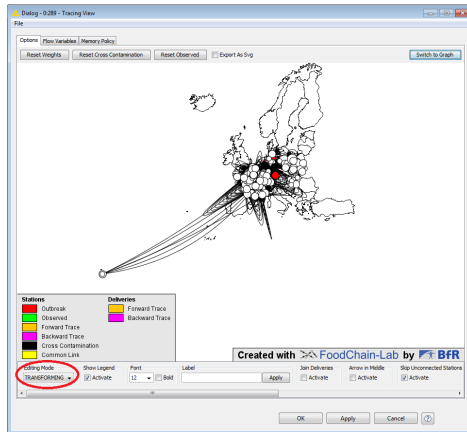 Dialog - 0:289 - Tracing View
File
Options Flow Variables Memory Policy
Reset Weights Reset Cross Contamination Reset Observed Export As Svg Switch to Graph
Stations Deliveries
Outbreak Forward Trace
Observed Backward Trace
Forward Trace
Backward Trace
Cross Contamination
Common Link
Created with FoodChain-Lab by BfR
Editing Mode Show Legend Font Label Join Deliveries Arrow in Middle Skip Unconnected Stations
TRANSFORMING Activate 12 Bold Apply Activate Activate Activate
OK Apply Cancel ?